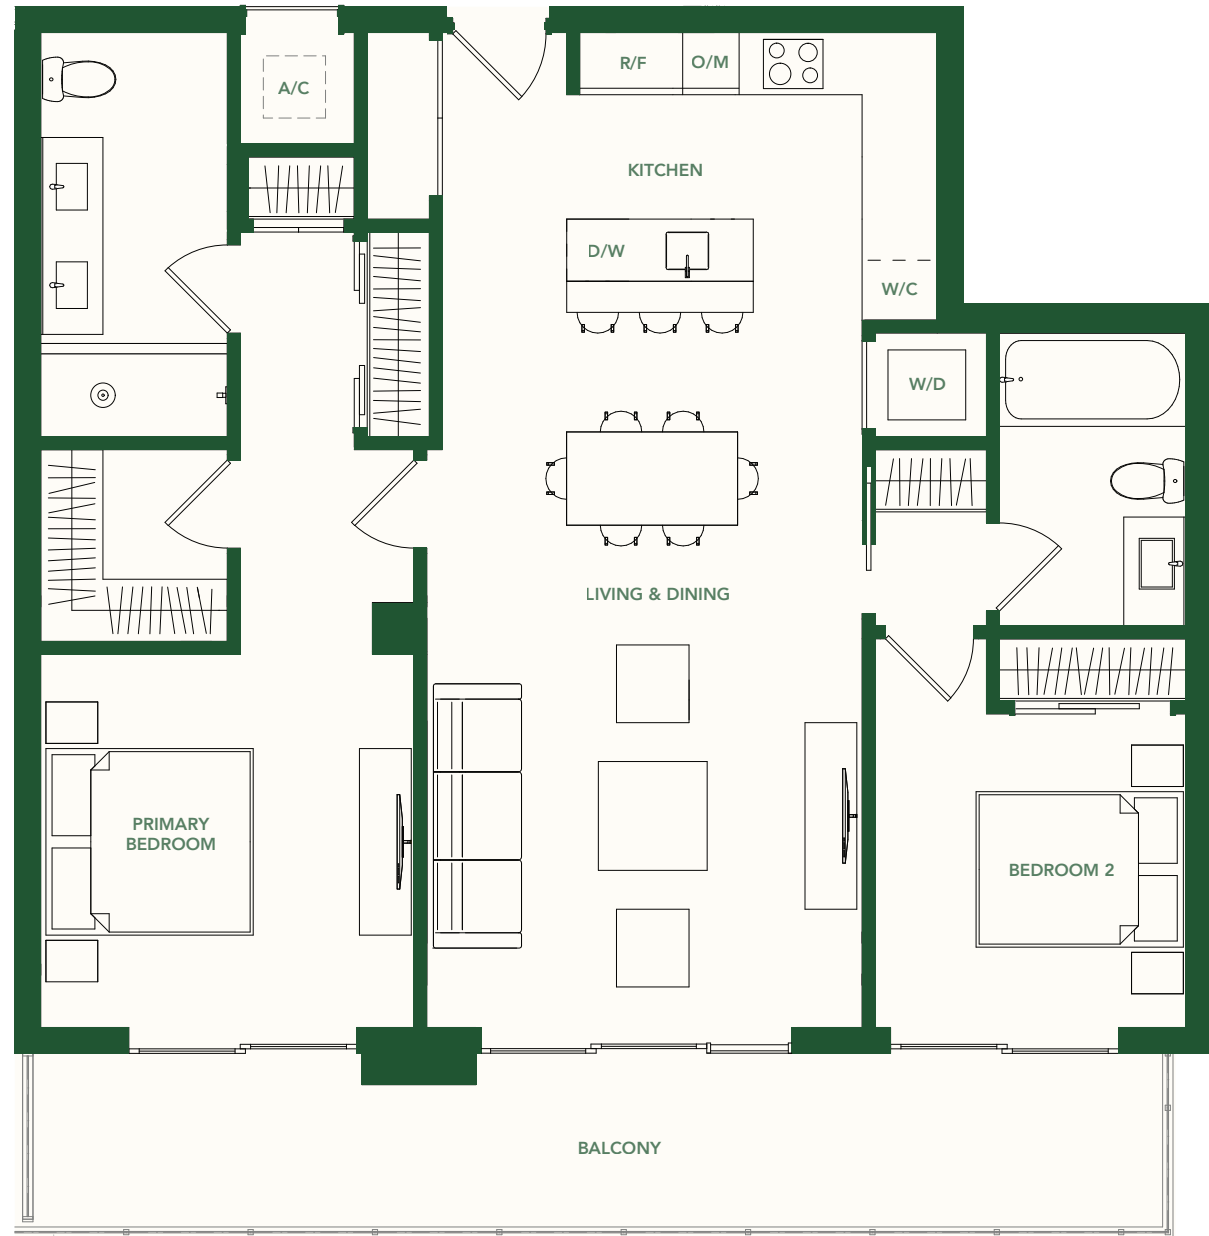 R/F
O/M
A/C
KITCHEN
D/W
W/C
W/D
LIVING & DINING
PRIMARY
BEDROOM
BEDROOM 2
BALCONY